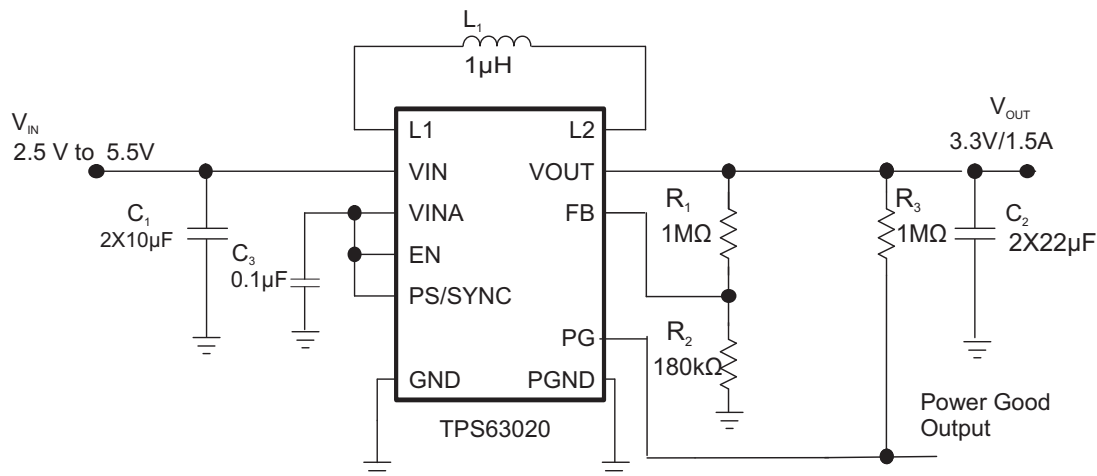 L₁
1µH
V_IN
2.5 V to 5.5V
V_OUT
3.3V/1.5A
L1
L2
VIN
VOUT
VINA
FB
EN
PS/SYNC
PG
GND
PGND
C₁
2X10µF
C₃
0.1µF
R₁
1MΩ
R₃
1MΩ
C₂
2X22µF
R₂
180kΩ
TPS63020
Power Good
Output